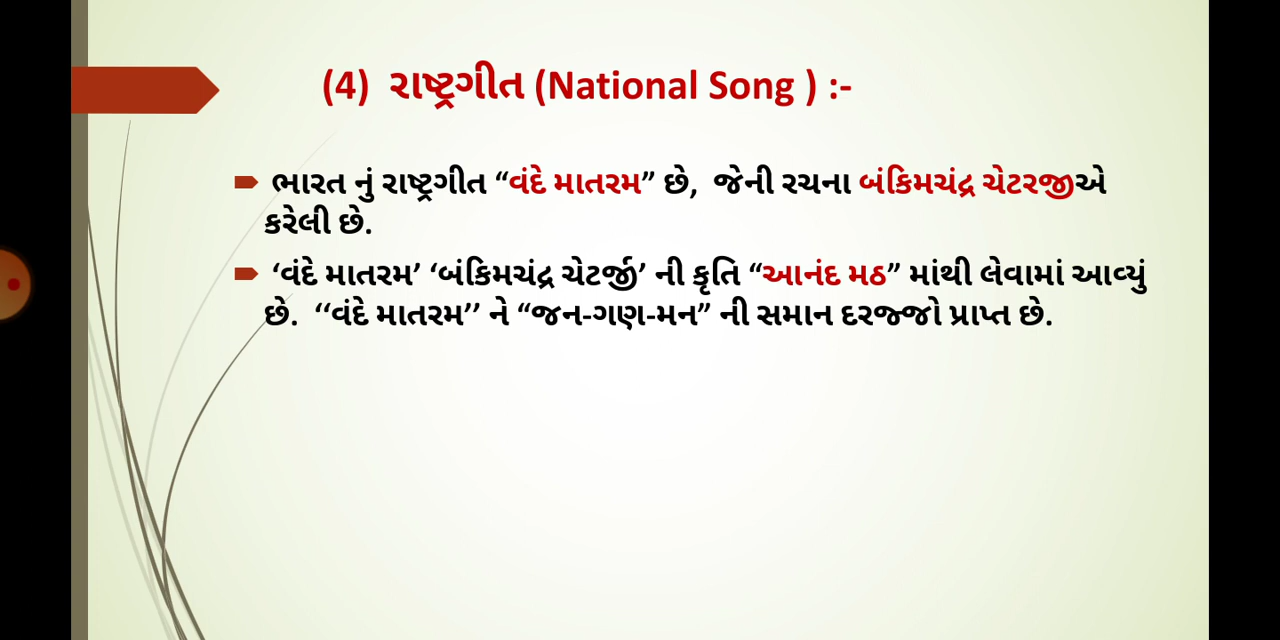 (4) રાષ્ટ્રગીત (National Song ) :-
ભારત નું રાષ્ટ્રગીત “વંદે માતરમ” છે, જેની રચના બંકિમચંદ્ર ચેટરજીએ
કરેલી છે.
‘વંદે માતરમ’ ‘બંકિમચંદ્ર ચેટર્જી’ ની કૃતિ “આનંદ મઠ” માંથી લેવામાં આવ્યું
છે. ‘‘વંદે માતરમ’’ ને “જન-ગણ-મન” ની સમાન દરજ્જો પ્રાપ્ત છે.